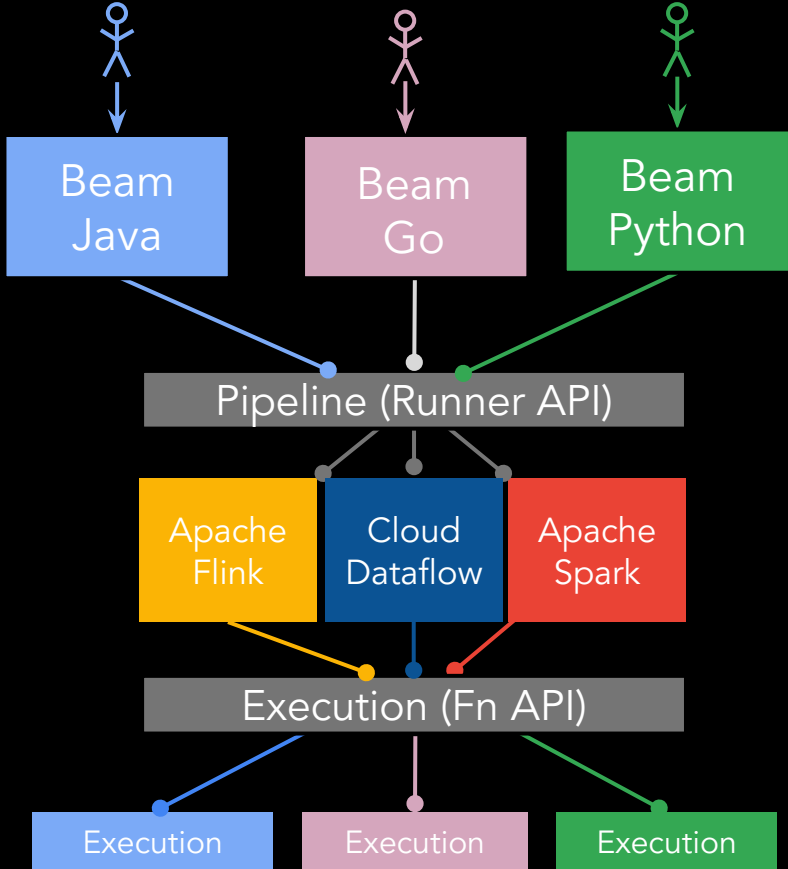 Beam
Java
Beam
Go
Beam
Python
Pipeline (Runner API)
Apache
Flink
Cloud
Dataflow
Apache
Spark
Execution (Fn API)
Execution
Execution
Execution